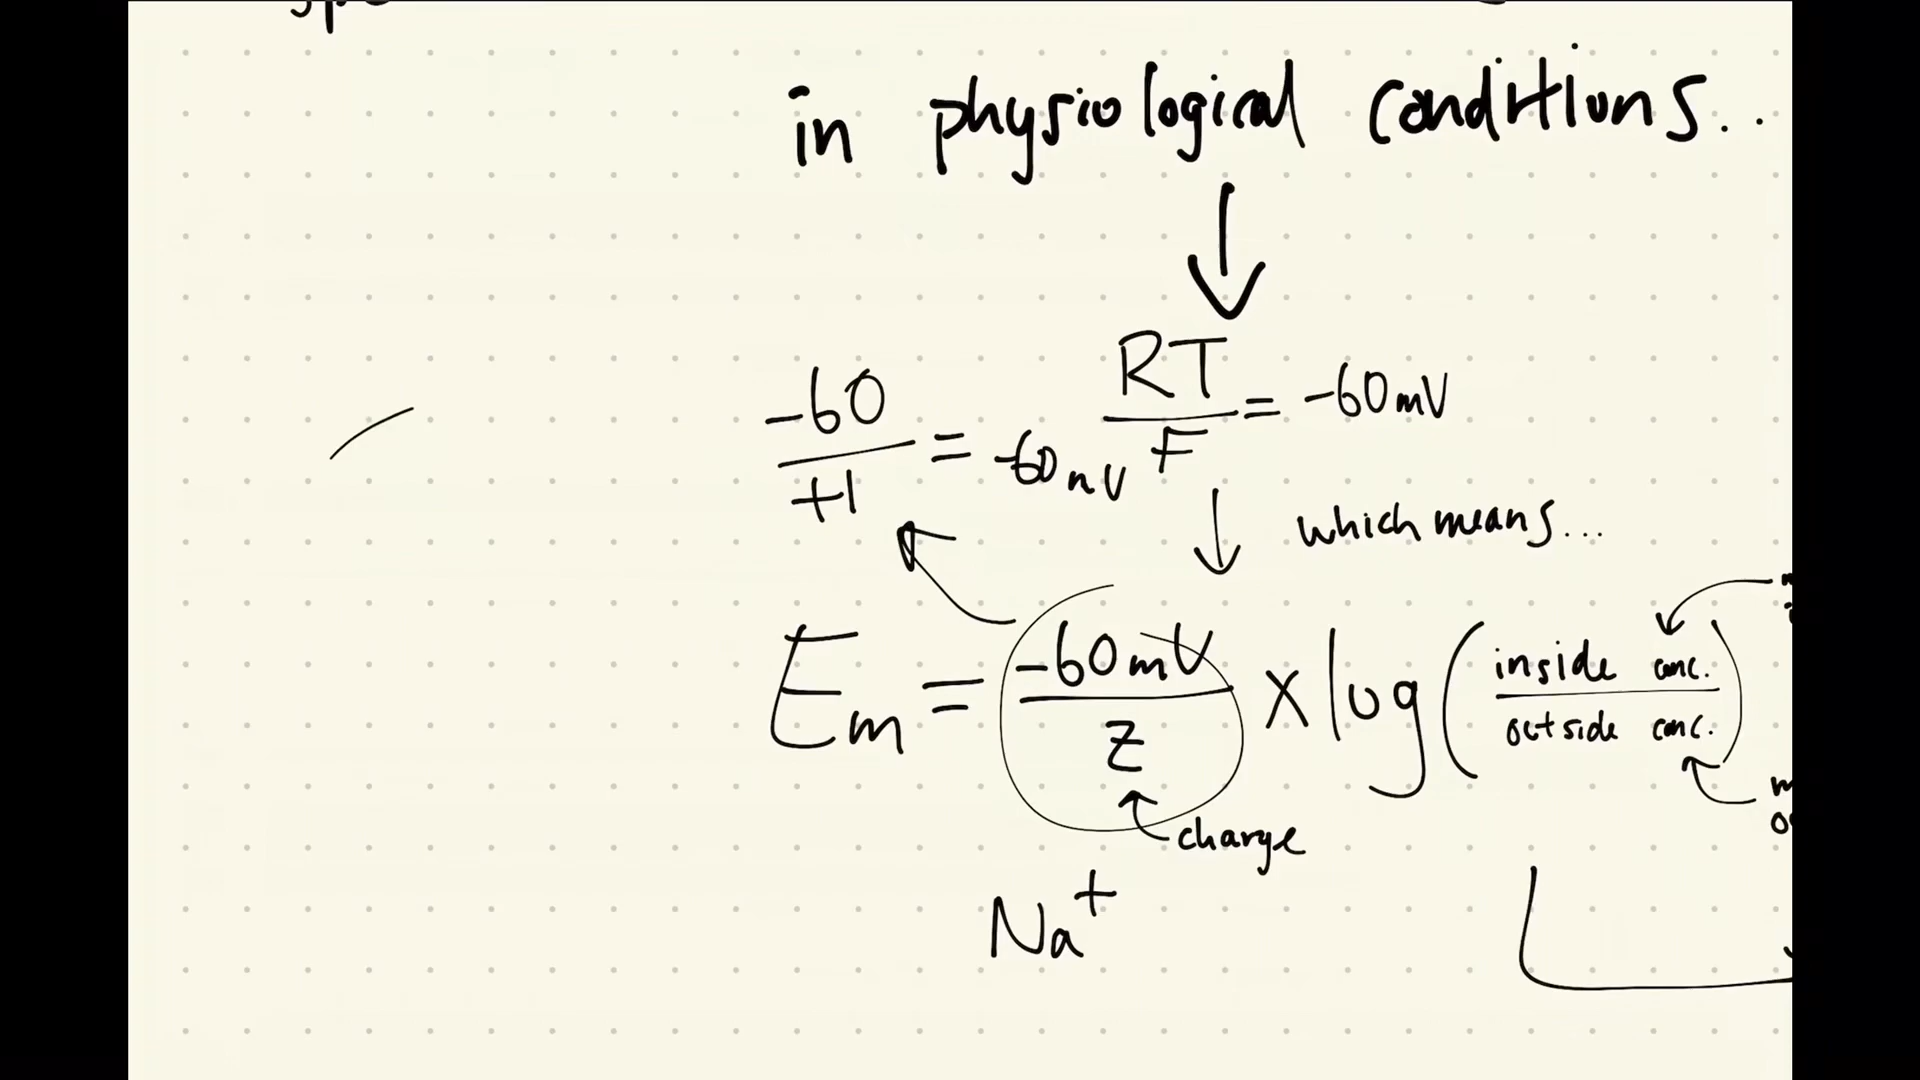 in physiological conditions..
RT
F
= -60mV
-60
+1
= -60mV
which means...
Em = -60mV
z
x log ( inside conc.
outside conc. )
charge
Na+